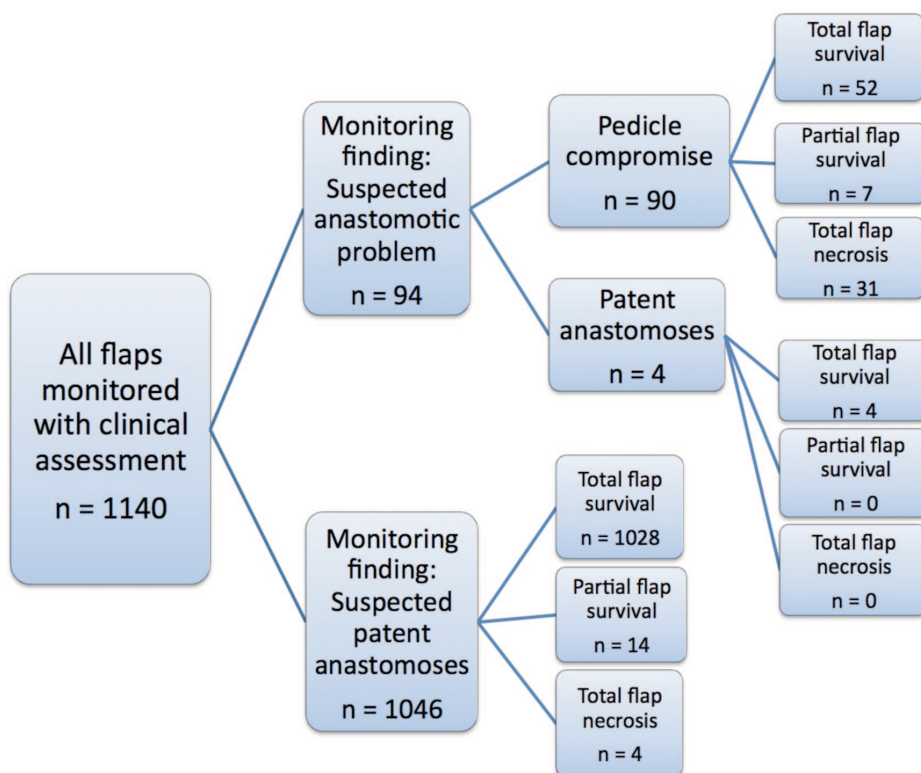 All flaps
monitored
with clinical
assessment
n = 1140
Monitoring
finding:
Suspected
anastomotic
problem
n = 94
Pedicle
compromise
n = 90
Total flap
survival
n = 52
Partial flap
survival
n = 7
Total flap
necrosis
n = 31
Patent
anastomoses
n = 4
Total flap
survival
n = 4
Partial flap
survival
n = 0
Total flap
necrosis
n = 0
Monitoring
finding:
Suspected
patent
anastomoses
n = 1046
Total flap
survival
n = 1028
Partial flap
survival
n = 14
Total flap
necrosis
n = 4